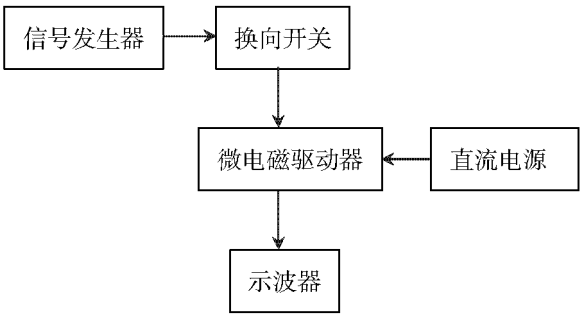 信号发生器
换向开关
微电磁驱动器
直流电源
示波器